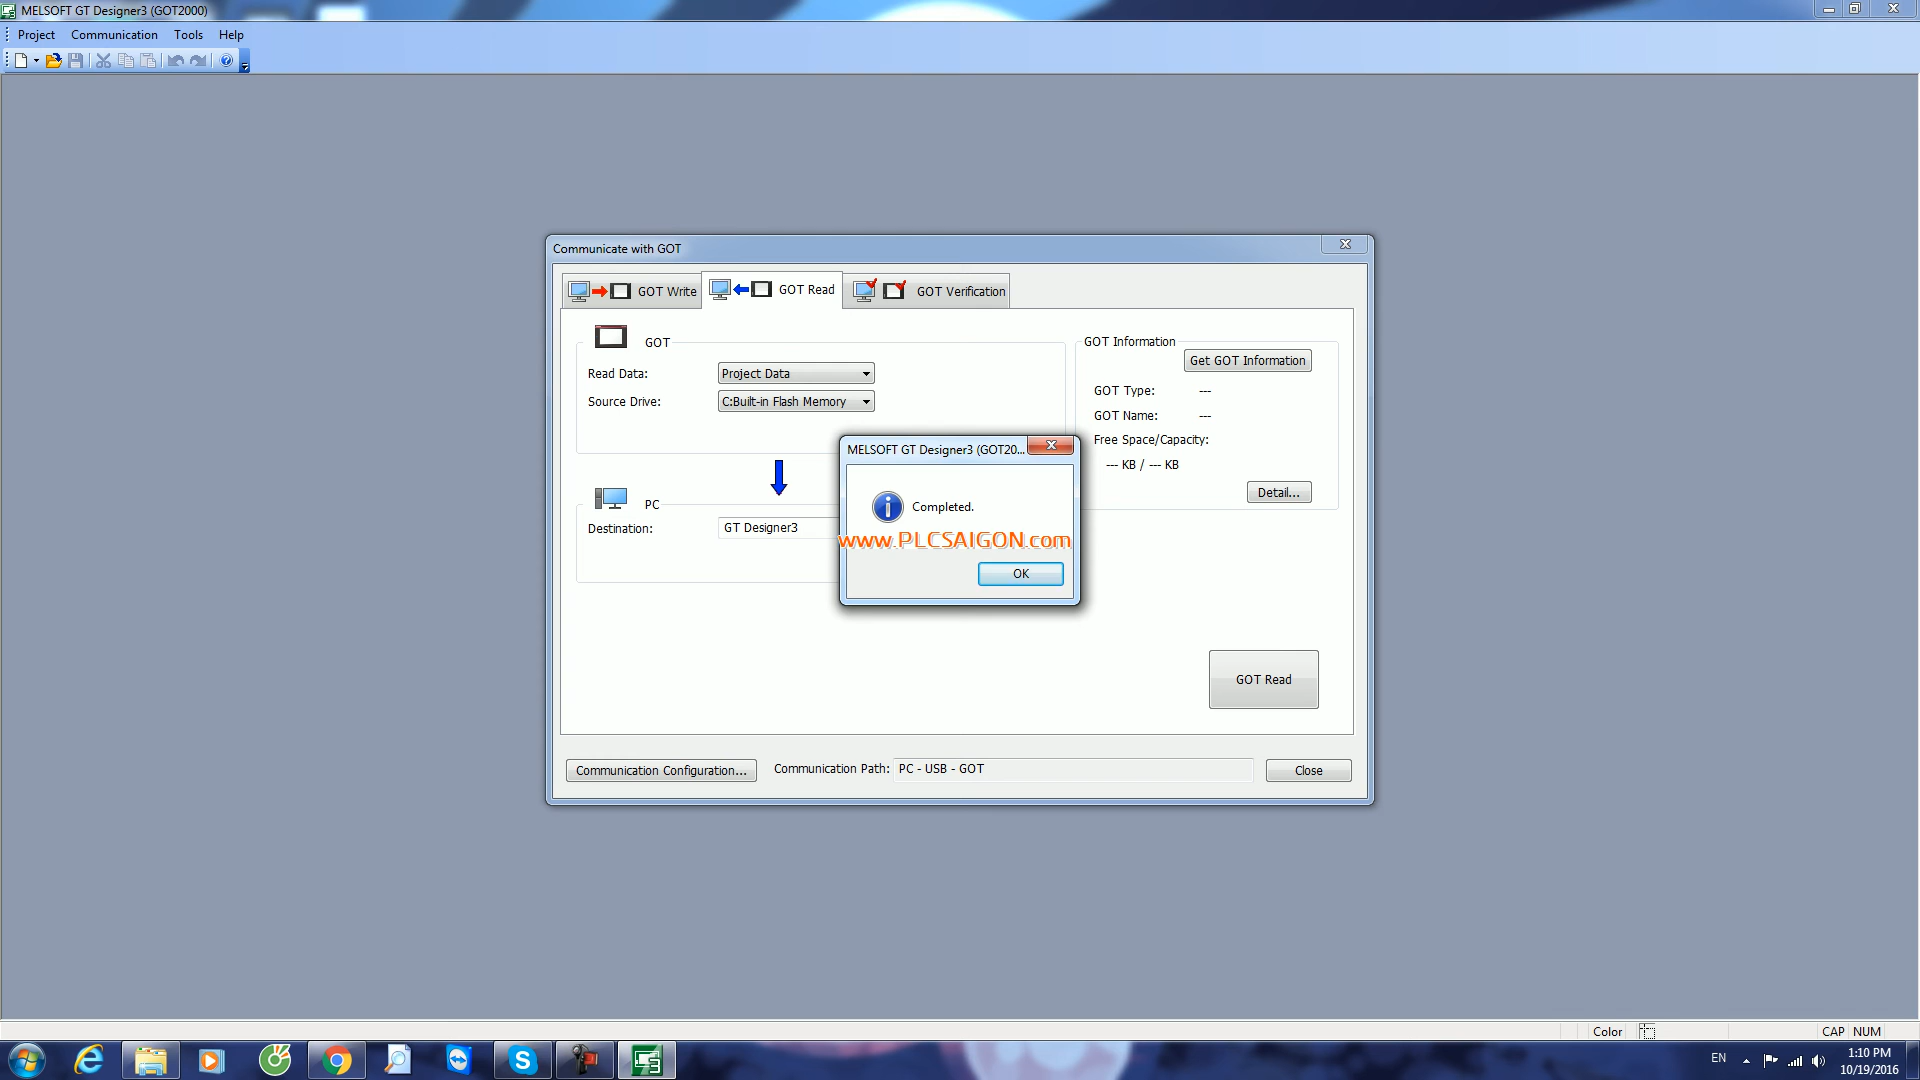 MELSOFT GT Designer3 (GOT2000)
Project Communication Tools Help
Communicate with GOT
GOT Write GOT Read GOT Verification
GOT
Read Data: Project Data
Source Drive: C:Built-in Flash Memory
GOT Information
Get GOT Information
GOT Type: ---
GOT Name: ---
Free Space/Capacity:
--- KB / --- KB
Detail...
PC
Destination: GT Designer3
MELSOFT GT Designer3 (GOT20...
Completed.
www.PLCSAIGON.com
OK
GOT Read
Communication Configuration... Communication Path: PC - USB - GOT Close
Color CAP NUM
EN 1:10 PM
10/19/2016